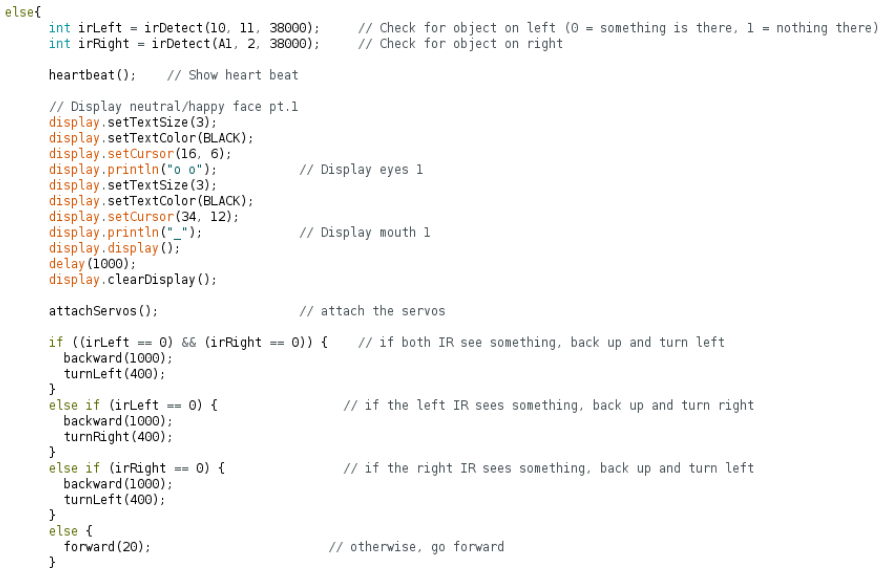 else{
int irLeft = irDetect(10, 11, 38000); // Check for object on left (0 = something is there, 1 = nothing there)
int irRight = irDetect(A1, 2, 38000); // Check for object on right
heartbeat(); // Show heart beat
// Display neutral/happy face pt.1
display.setTextSize(3);
display.setTextColor(BLACK);
display.setCursor(16, 6);
display.println("o o"); // Display eyes 1
display.setTextSize(3);
display.setTextColor(BLACK);
display.setCursor(34, 12);
display.println("_"); // Display mouth 1
display.display();
delay(1000);
display.clearDisplay();
attachServos(); // attach the servos
if ((irLeft == 0) && (irRight == 0)) { // if both IR see something, back up and turn left
backward(1000);
turnLeft(400);
}
else if (irLeft == 0) { // if the left IR sees something, back up and turn right
backward(1000);
turnRight(400);
}
else if (irRight == 0) { // if the right IR sees something, back up and turn left
backward(1000);
turnLeft(400);
}
else {
forward(20); // otherwise, go forward
}